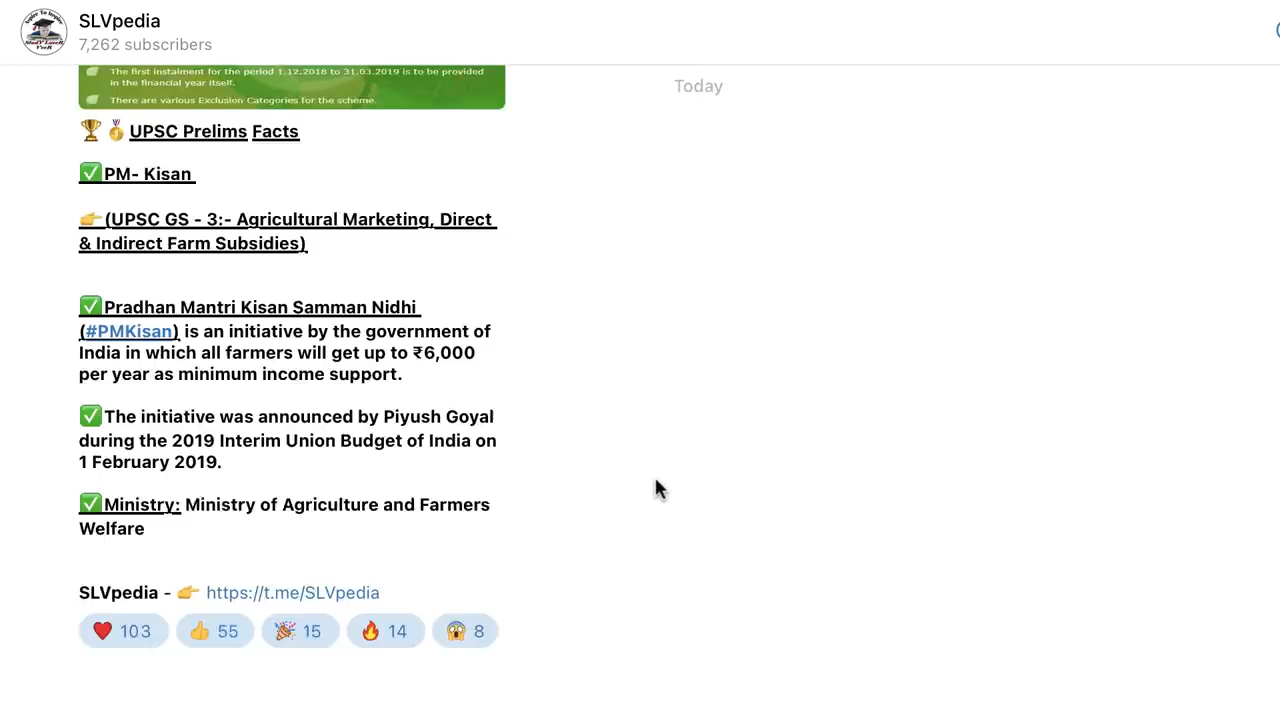 SLVpedia
7,262 subscribers
The first instalment for the period 1.12.2018 to 31.03.2019 is to be provided
in the financial year itself.
There are various Exclusion Categories for the scheme.
Today
🏆🏅UPSC Prelims Facts
✅PM- Kisan
👉(UPSC GS - 3:- Agricultural Marketing, Direct
& Indirect Farm Subsidies)
✅Pradhan Mantri Kisan Samman Nidhi
(#PMKisan) is an initiative by the government of
India in which all farmers will get up to ₹6,000
per year as minimum income support.
✅The initiative was announced by Piyush Goyal
during the 2019 Interim Union Budget of India on
1 February 2019.
✅Ministry: Ministry of Agriculture and Farmers
Welfare
SLVpedia - 👉 https://t.me/SLVpedia
❤️ 103 👍 55 🎉 15 🔥 14 😱 8